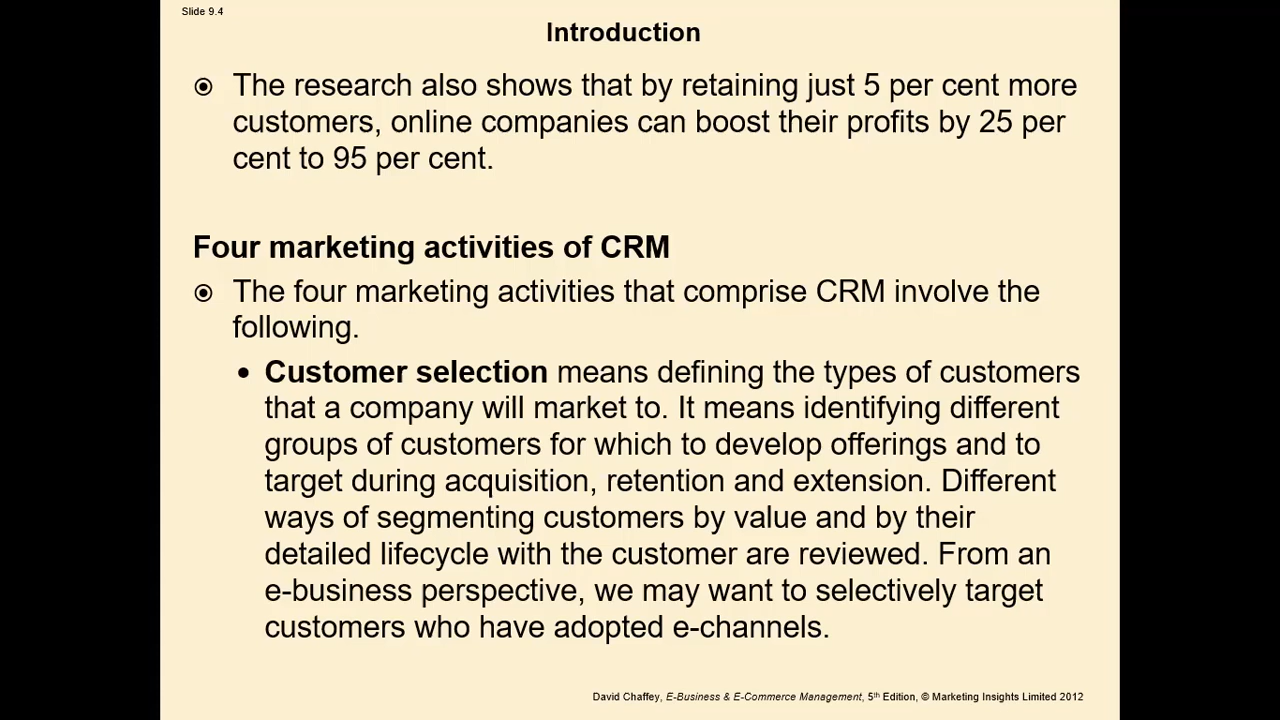 Slide 9.4
Introduction
The research also shows that by retaining just 5 per cent more
customers, online companies can boost their profits by 25 per
cent to 95 per cent.
Four marketing activities of CRM
The four marketing activities that comprise CRM involve the
following.
• Customer selection means defining the types of customers
that a company will market to. It means identifying different
groups of customers for which to develop offerings and to
target during acquisition, retention and extension. Different
ways of segmenting customers by value and by their
detailed lifecycle with the customer are reviewed. From an
e-business perspective, we may want to selectively target
customers who have adopted e-channels.
David Chaffey, E-Business & E-Commerce Management, 5th Edition, © Marketing Insights Limited 2012